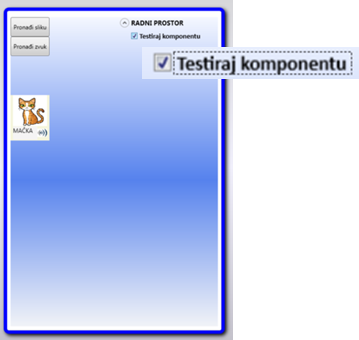 Pronađi sliku
RADNI PROSTOR
Testiraj komponentu
Pronađi zvuk
Testiraj komponentu
MAČKA